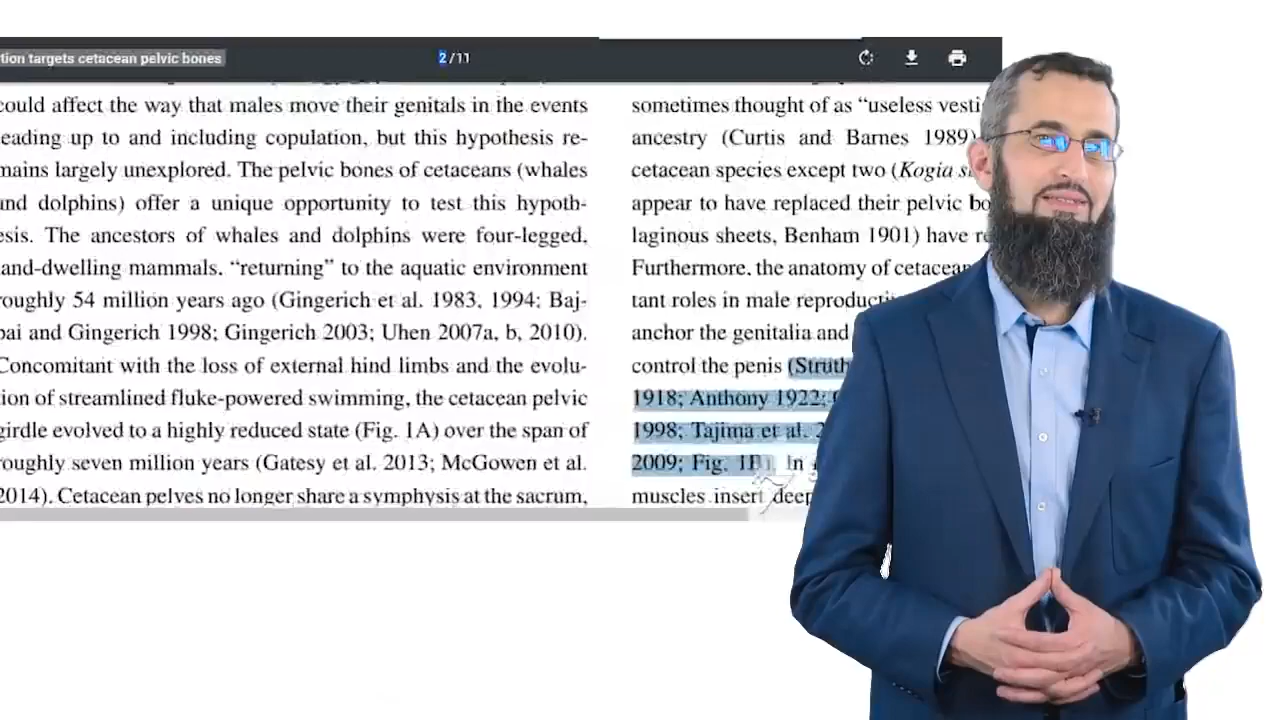 tion targets cetacean pelvic bones
2 / 11
could affect the way that males move their genitals in the events
leading up to and including copulation, but this hypothesis re-
mains largely unexplored. The pelvic bones of cetaceans (whales
and dolphins) offer a unique opportunity to test this hypoth-
esis. The ancestors of whales and dolphins were four-legged,
land-dwelling mammals, “returning” to the aquatic environment
roughly 54 million years ago (Gingerich et al. 1983, 1994; Baj-
pai and Gingerich 1998; Gingerich 2003; Uhen 2007a, b, 2010).
Concomitant with the loss of external hind limbs and the evolu-
tion of streamlined fluke-powered swimming, the cetacean pelvic
girdle evolved to a highly reduced state (Fig. 1A) over the span of
roughly seven million years (Gatesy et al. 2013; McGowen et al.
2014). Cetacean pelves no longer share a symphysis at the sacrum,
sometimes thought of as “useless vesti
ancestry (Curtis and Barnes 1989)
cetacean species except two (Kogia s
appear to have replaced their pelvic bo
laginous sheets, Benham 1901) have re
Furthermore, the anatomy of cetacean
tant roles in male reproducti
anchor the genitalia and
control the penis (Struth
1918; Anthony 1922;
1998; Tajima et al. 2
2009; Fig. 1B). In
muscles insert deep